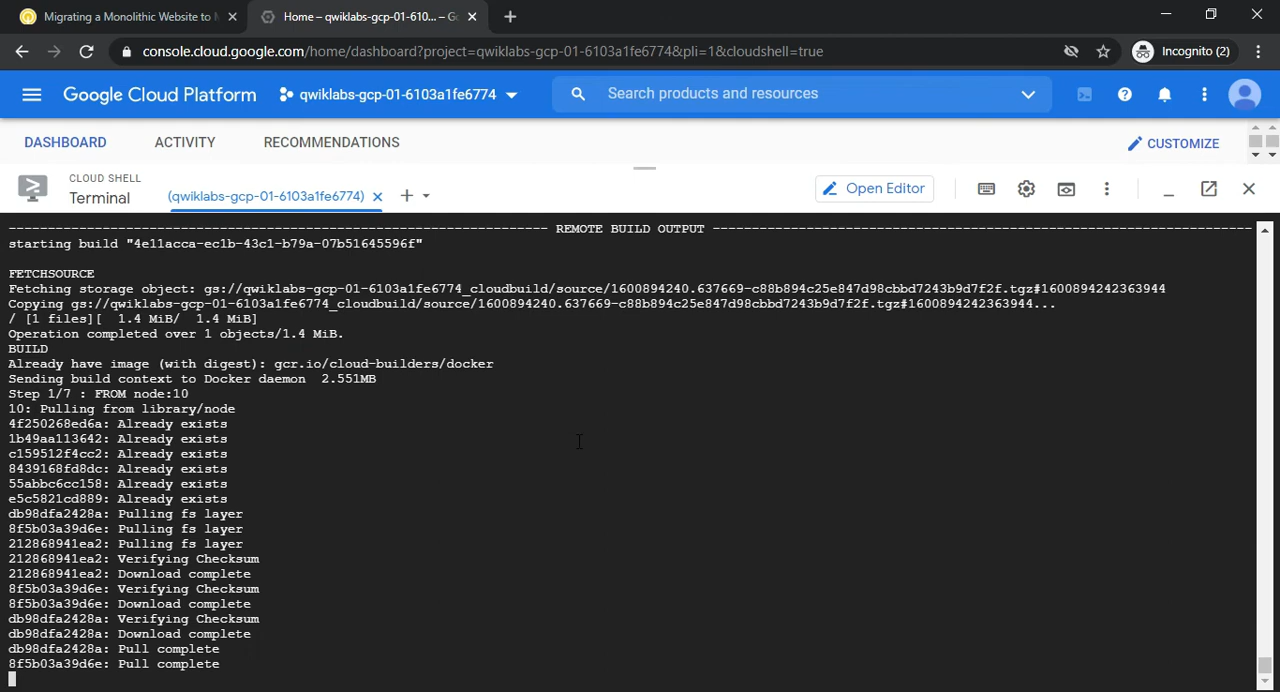 Migrating a Monolithic Website to
Home – qwiklabs-gcp-01-610... – G
console.cloud.google.com/home/dashboard?project=qwiklabs-gcp-01-6103a1fe6774&pli=1&cloudshell=true
Incognito (2)
Google Cloud Platform
qwiklabs-gcp-01-6103a1fe6774
Search products and resources
DASHBOARD
ACTIVITY
RECOMMENDATIONS
CUSTOMIZE
CLOUD SHELL
Terminal
(qwiklabs-gcp-01-6103a1fe6774)
Open Editor
----------------------------------------------------------------------- REMOTE BUILD OUTPUT -----------------------------------------------------------------------
starting build "4e11acca-ec1b-43c1-b79a-07b51645596f"
FETCHSOURCE
Fetching storage object: gs://qwiklabs-gcp-01-6103a1fe6774_cloudbuild/source/1600894240.637669-c88b894c25e847d98cbbd7243b9d7f2f.tgz#1600894242363944
Copying gs://qwiklabs-gcp-01-6103a1fe6774_cloudbuild/source/1600894240.637669-c88b894c25e847d98cbbd7243b9d7f2f.tgz#1600894242363944...
/ [1 files][  1.4 MiB/  1.4 MiB]
Operation completed over 1 objects/1.4 MiB.
BUILD
Already have image (with digest): gcr.io/cloud-builders/docker
Sending build context to Docker daemon  2.551MB
Step 1/7 : FROM node:10
10: Pulling from library/node
4f250268ed6a: Already exists
1b49aa113642: Already exists
c159512f4cc2: Already exists
8439168fd8dc: Already exists
55abbc6cc158: Already exists
e5c5821cd889: Already exists
db98dfa2428a: Pulling fs layer
8f5b03a39d6e: Pulling fs layer
212868941ea2: Pulling fs layer
212868941ea2: Verifying Checksum
212868941ea2: Download complete
8f5b03a39d6e: Verifying Checksum
8f5b03a39d6e: Download complete
db98dfa2428a: Verifying Checksum
db98dfa2428a: Download complete
db98dfa2428a: Pull complete
8f5b03a39d6e: Pull complete